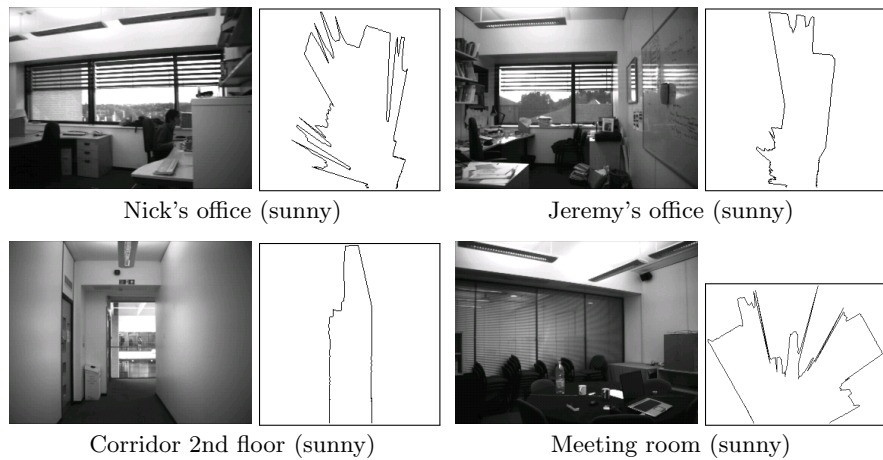 Nick's office (sunny)
Jeremy's office (sunny)
Corridor 2nd floor (sunny)
Meeting room (sunny)